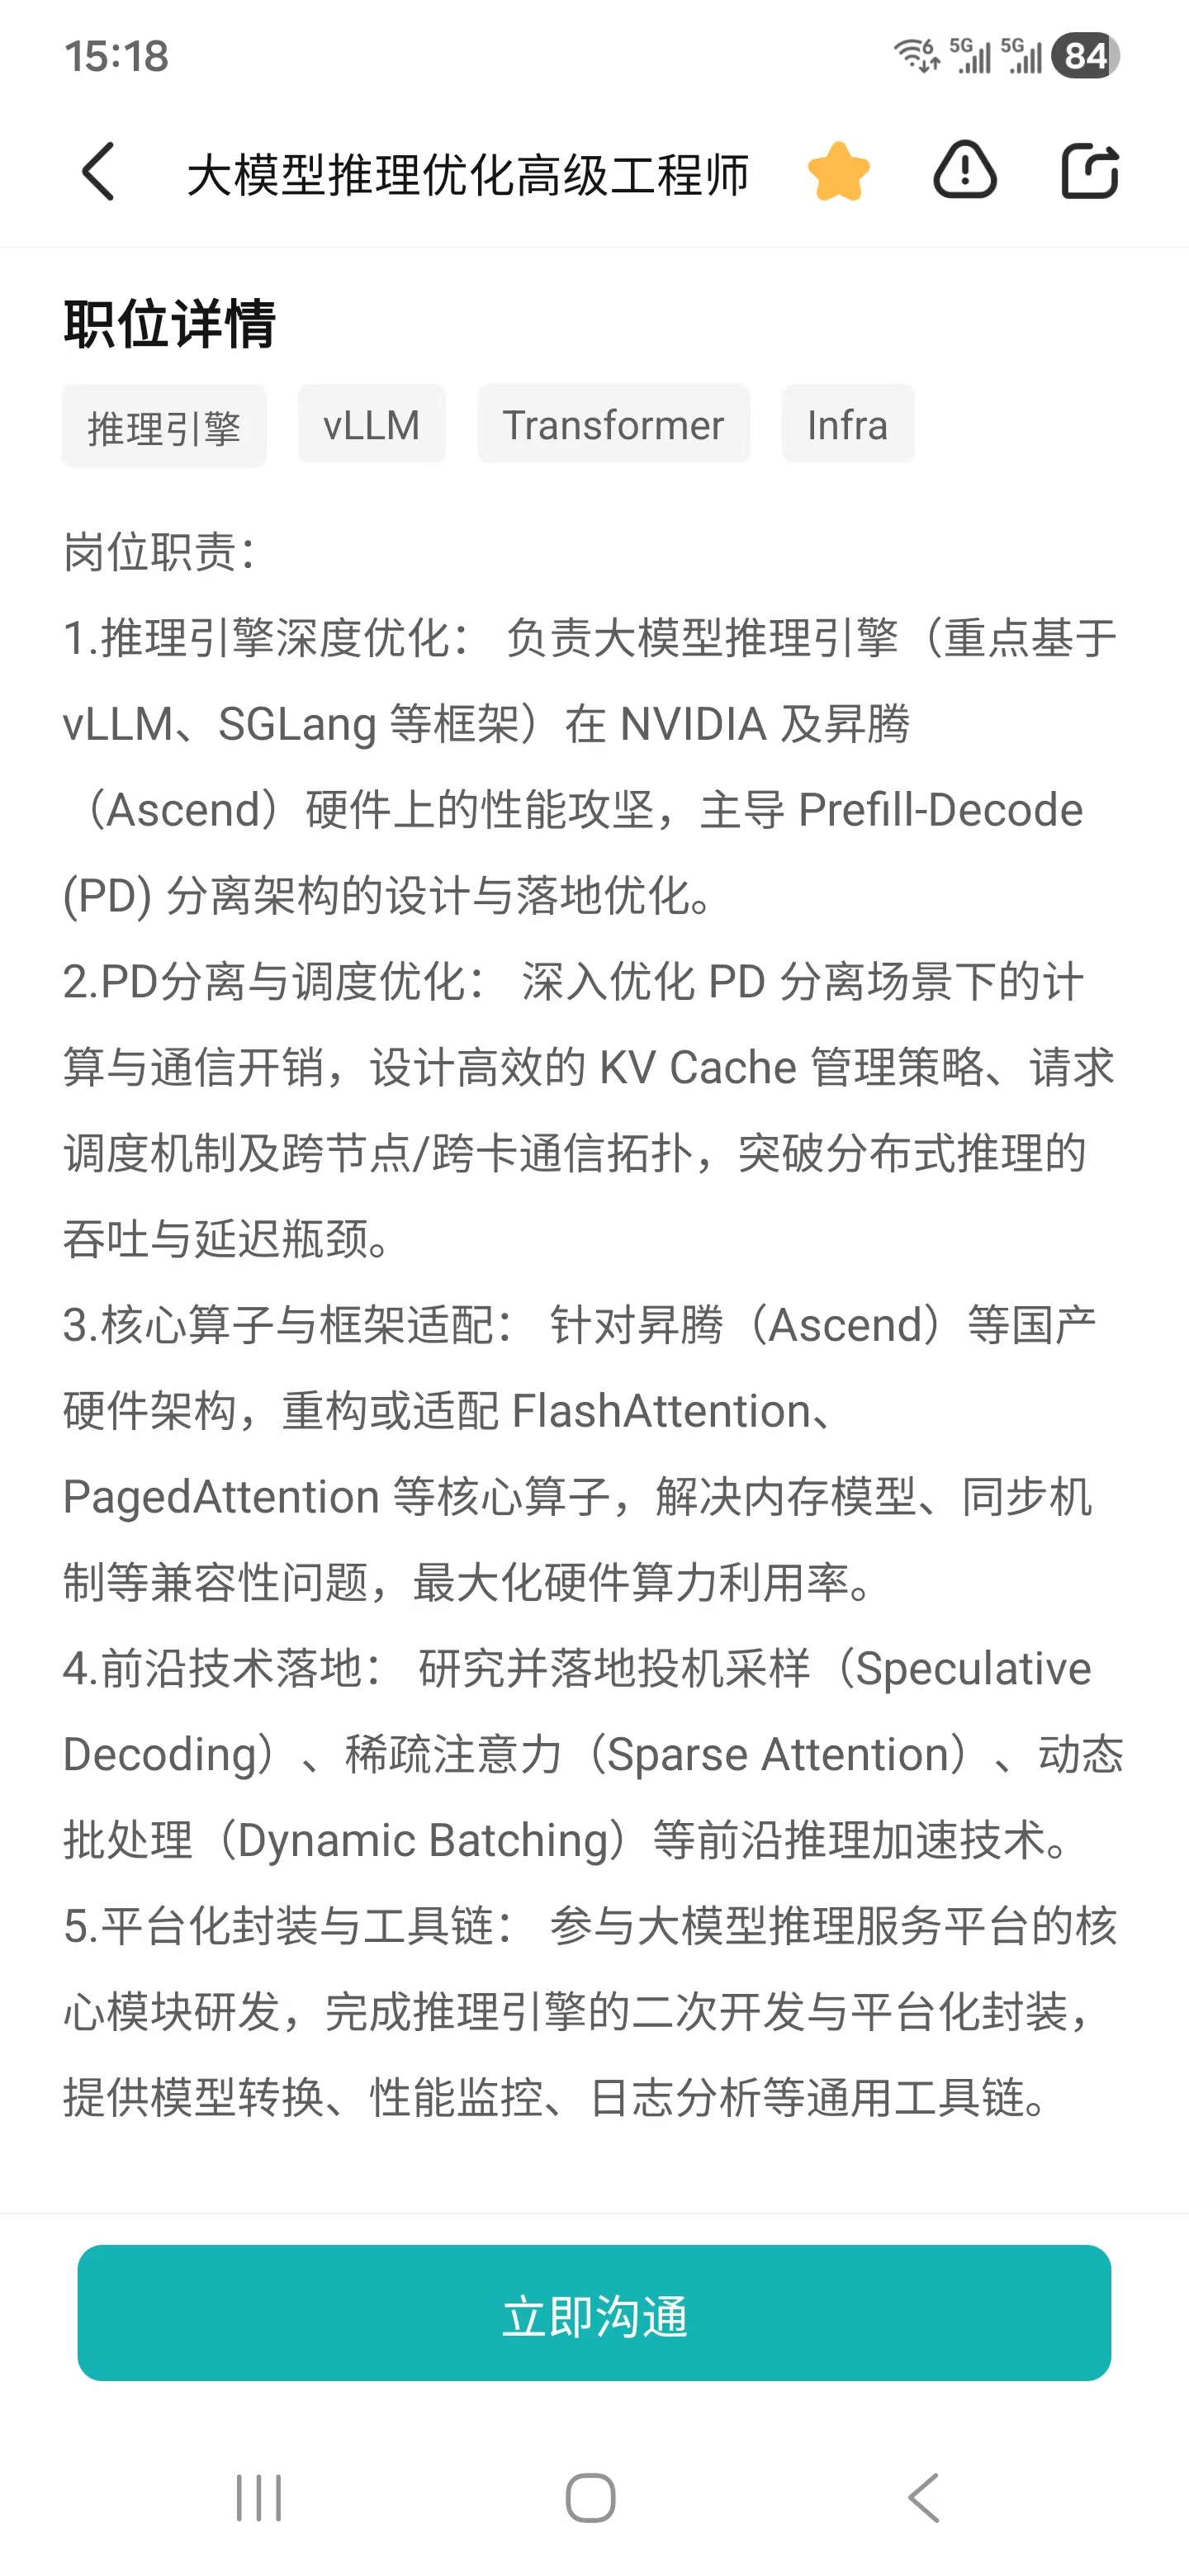 15:18
6 5G 5G 84
大模型推理优化高级工程师
职位详情
推理引擎 vLLM Transformer Infra
岗位职责：
1.推理引擎深度优化： 负责大模型推理引擎（重点基于
vLLM、SGLang 等框架）在 NVIDIA 及昇腾
（Ascend）硬件上的性能攻坚，主导 Prefill-Decode
(PD) 分离架构的设计与落地优化。
2.PD分离与调度优化： 深入优化 PD 分离场景下的计
算与通信开销，设计高效的 KV Cache 管理策略、请求
调度机制及跨节点/跨卡通信拓扑，突破分布式推理的
吞吐与延迟瓶颈。
3.核心算子与框架适配： 针对昇腾（Ascend）等国产
硬件架构，重构或适配 FlashAttention、
PagedAttention 等核心算子，解决内存模型、同步机
制等兼容性问题，最大化硬件算力利用率。
4.前沿技术落地： 研究并落地投机采样（Speculative
Decoding）、稀疏注意力（Sparse Attention）、动态
批处理（Dynamic Batching）等前沿推理加速技术。
5.平台化封装与工具链： 参与大模型推理服务平台的核
心模块研发，完成推理引擎的二次开发与平台化封装，
提供模型转换、性能监控、日志分析等通用工具链。
立即沟通